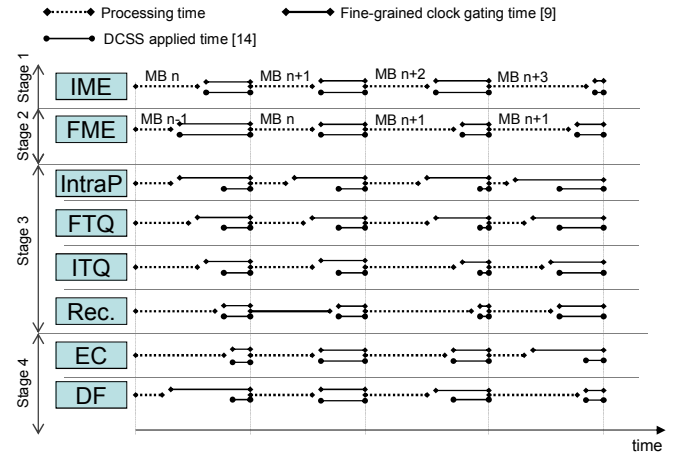 Processing time
Fine-grained clock gating time [9]
DCSS applied time [14]
Stage 1
IME
MB n
MB n+1
MB n+2
MB n+3
Stage 2
FME
MB n-1
MB n
MB n+1
MB n+1
Stage 3
IntraP
FTQ
ITQ
Rec.
Stage 4
EC
DF
time